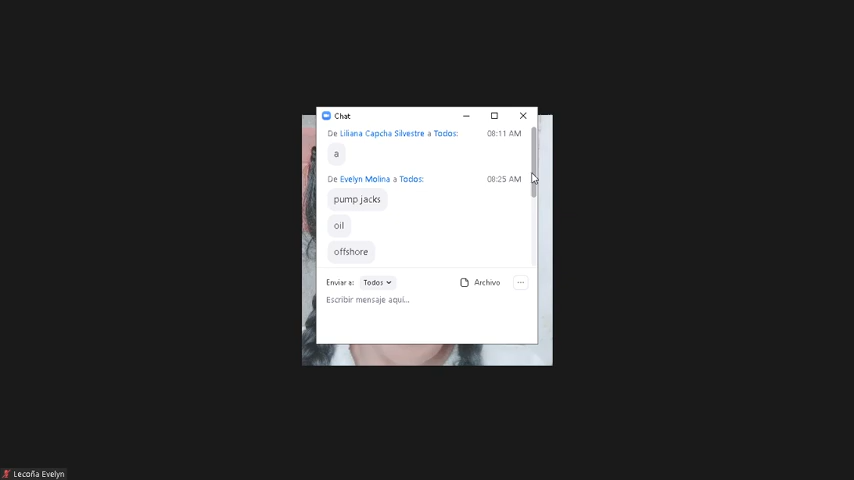 Chat
De Liliana Capcha Silvestre a Todos: 08:11 AM
a
De Evelyn Molina a Todos: 08:25 AM
pump jacks
oil
offshore
Enviar a: Todos Archivo ...
Escribir mensaje aquí...
Lecoña Evelyn